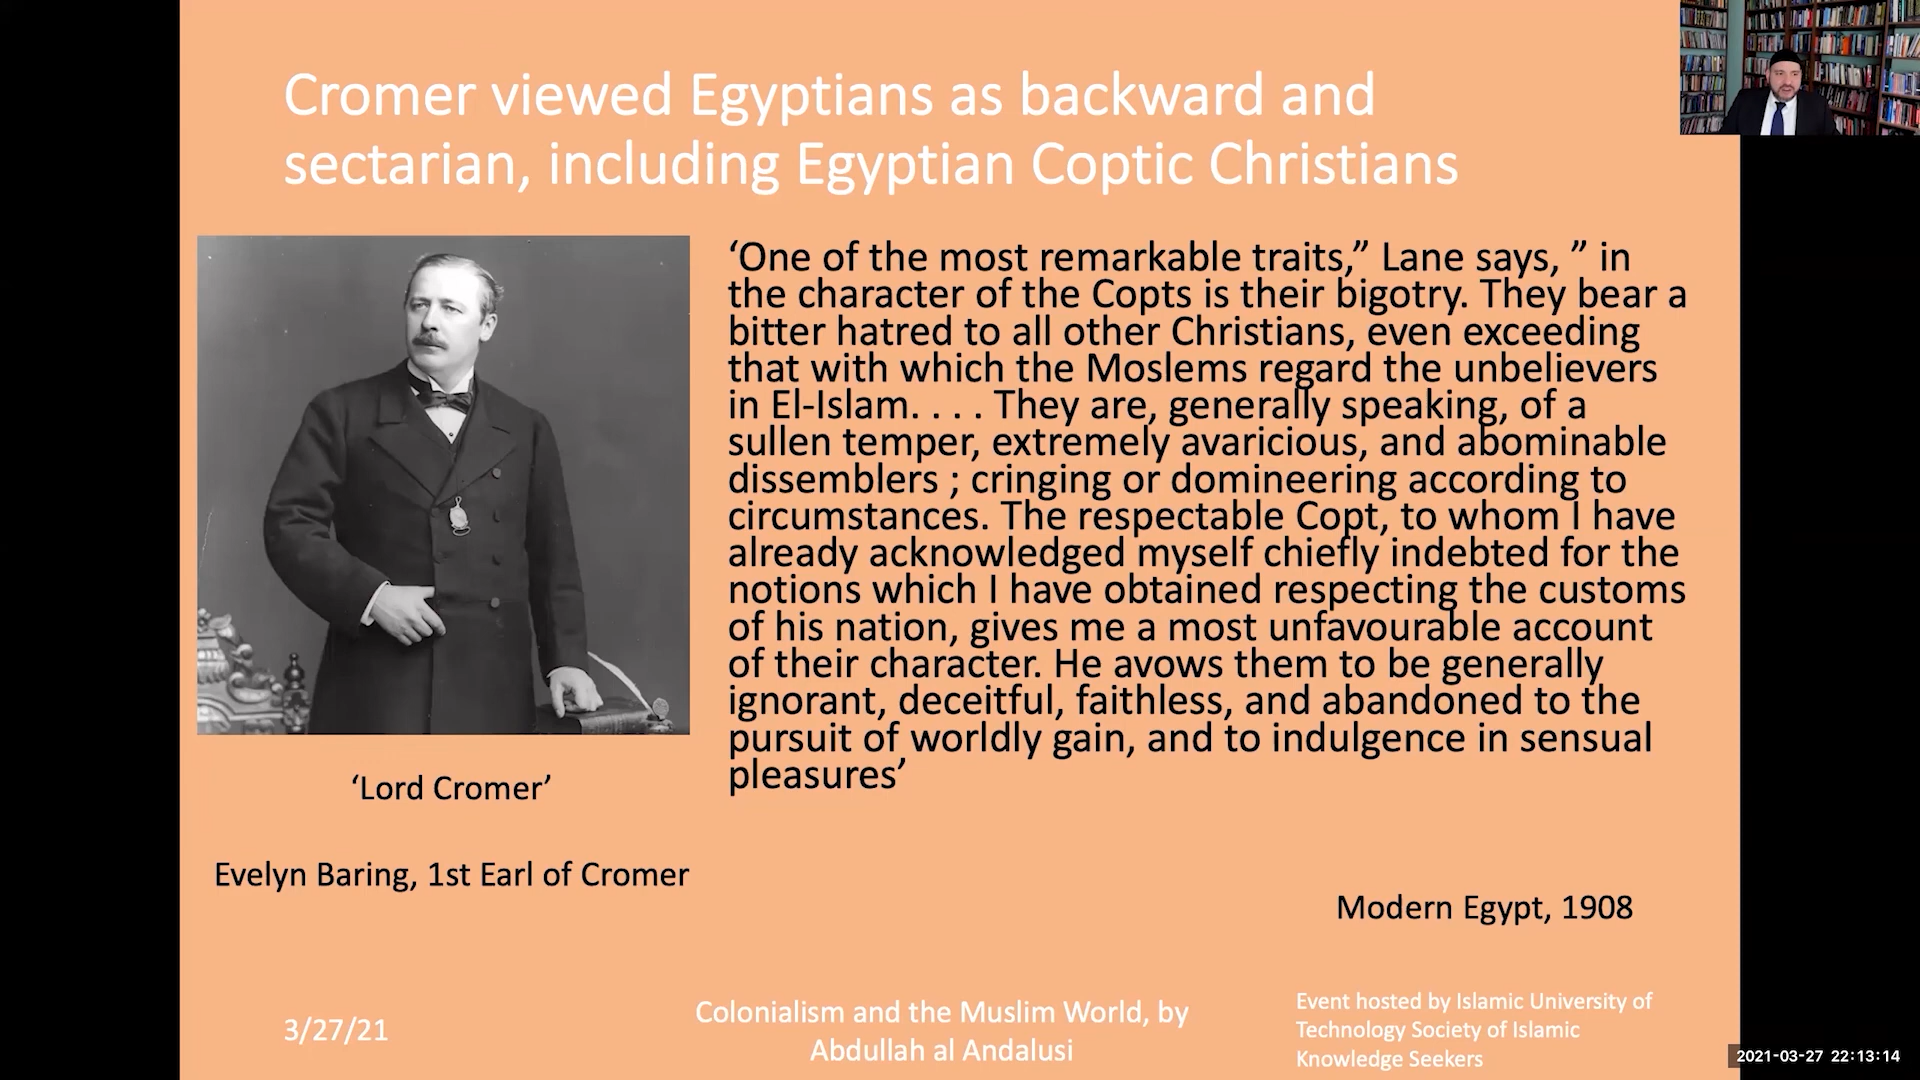 Cromer viewed Egyptians as backward and
sectarian, including Egyptian Coptic Christians
‘One of the most remarkable traits,” Lane says, ” in
the character of the Copts is their bigotry. They bear a
bitter hatred to all other Christians, even exceeding
that with which the Moslems regard the unbelievers
in El-Islam. . . . They are, generally speaking, of a
sullen temper, extremely avaricious, and abominable
dissemblers ; cringing or domineering according to
circumstances. The respectable Copt, to whom I have
already acknowledged myself chiefly indebted for the
notions which I have obtained respecting the customs
of his nation, gives me a most unfavourable account
of their character. He avows them to be generally
ignorant, deceitful, faithless, and abandoned to the
pursuit of worldly gain, and to indulgence in sensual
pleasures’
‘Lord Cromer’
Evelyn Baring, 1st Earl of Cromer
Modern Egypt, 1908
3/27/21
Colonialism and the Muslim World, by
Abdullah al Andalusi
Event hosted by Islamic University of
Technology Society of Islamic
Knowledge Seekers
2021-03-27 22:13:14